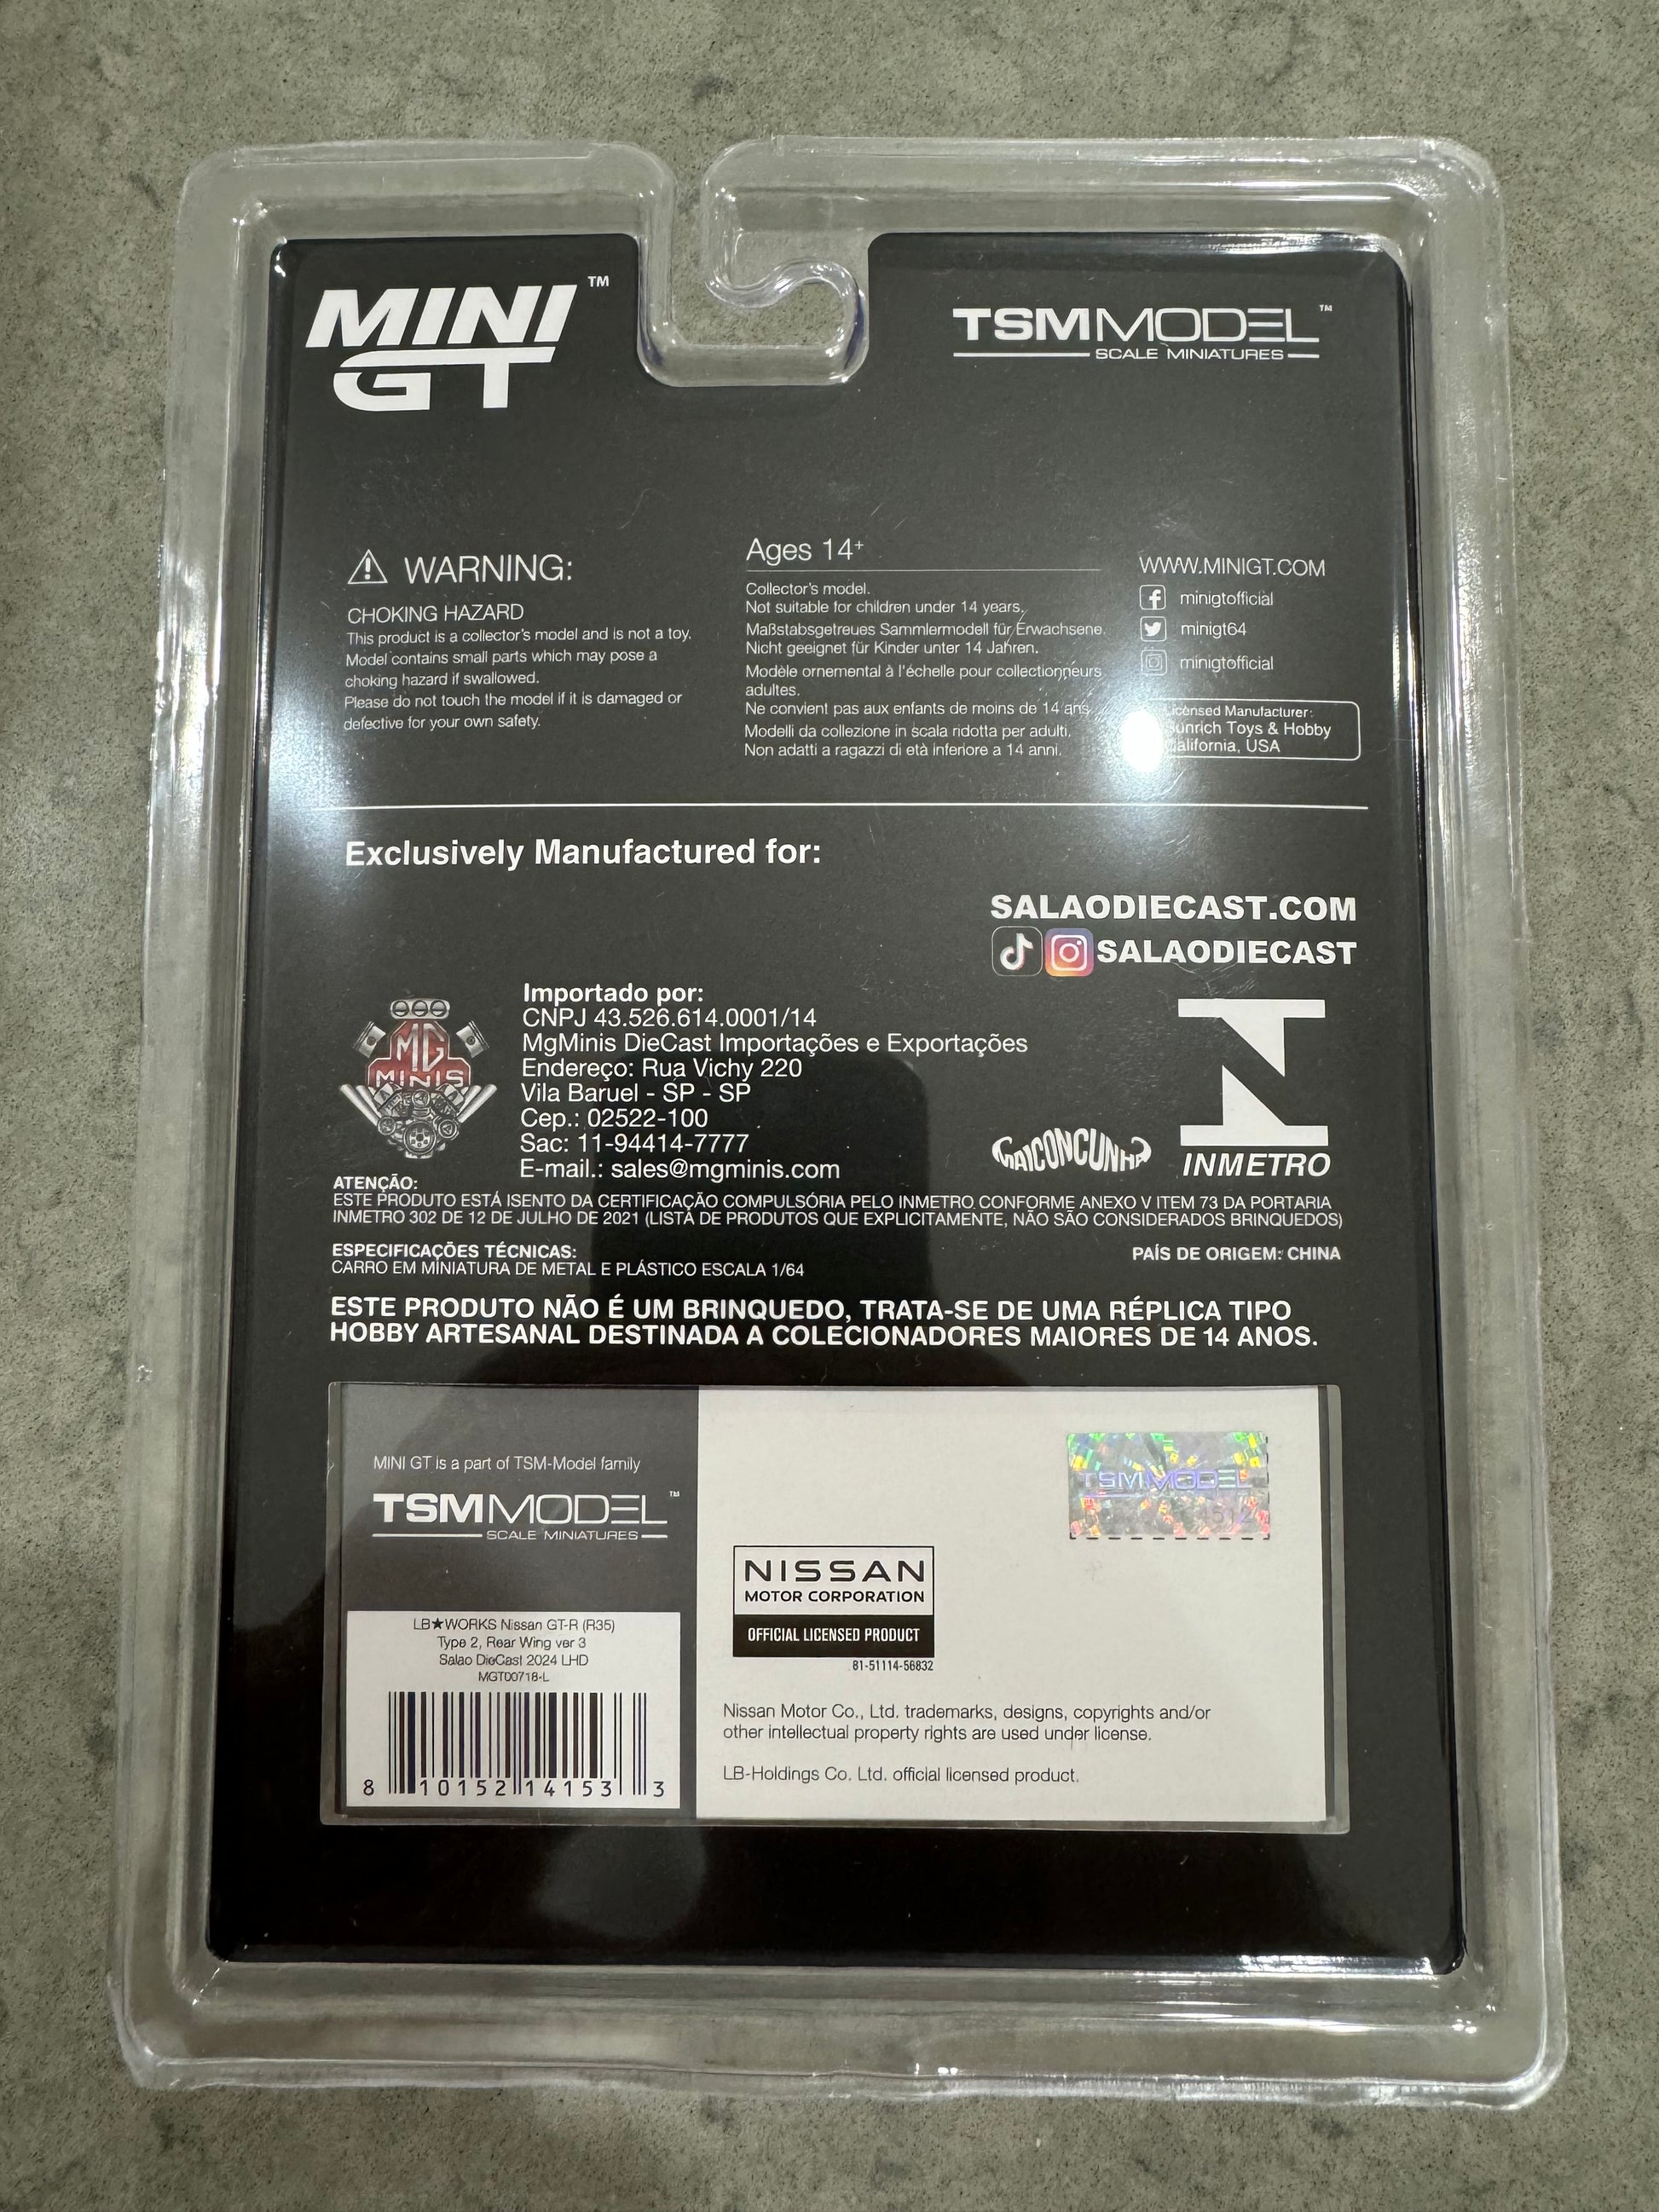 MINI GT™
TSMMODEL™
SCALE MINIATURES
WARNING:
CHOKING HAZARD
This product is a collector's model and is not a toy.
Model contains small parts which may pose a
choking hazard if swallowed.
Please do not touch the model if it is damaged or
defective for your own safety.
Ages 14+
Collector's model.
Not suitable for children under 14 years.
Maßstabsgetreues Sammlermodell für Erwachsene.
Nicht geeignet für Kinder unter 14 Jahren.
Modèle ornemental à l'échelle pour collectionneurs
adultes.
Ne convient pas aux enfants de moins de 14 ans.
Modelli da collezione in scala ridotta per adulti.
Non adatti a ragazzi di età inferiore a 14 anni.
WWW.MINIGT.COM
minigtofficial
minigt64
minigtofficial
Licensed Manufacturer:
Toys & Hobby
California, USA
Exclusively Manufactured for:
SALAODIECAST.COM
SALAODIECAST
MG
MINIS
Importado por:
CNPJ 43.526.614.0001/14
MgMinis DieCast Importações e Exportações
Endereço: Rua Vichy 220
Vila Baruel - SP - SP
Cep.: 02522-100
Sac: 11-94414-7777
E-mail.: sales@mgminis.com
MAICONCUNHA
INMETRO
ATENÇÃO:
ESTE PRODUTO ESTÁ ISENTO DA CERTIFICAÇÃO COMPULSÓRIA PELO INMETRO CONFORME ANEXO V ITEM 73 DA PORTARIA
INMETRO 302 DE 12 DE JULHO DE 2021 (LISTA DE PRODUTOS QUE EXPLICITAMENTE, NÃO SÃO CONSIDERADOS BRINQUEDOS)
ESPECIFICAÇÕES TÉCNICAS:
CARRO EM MINIATURA DE METAL E PLÁSTICO ESCALA 1/64
PAÍS DE ORIGEM: CHINA
ESTE PRODUTO NÃO É UM BRINQUEDO, TRATA-SE DE UMA RÉPLICA TIPO
HOBBY ARTESANAL DESTINADA A COLECIONADORES MAIORES DE 14 ANOS.
MINI GT is a part of TSM-Model family
TSMMODEL™
SCALE MINIATURES
LB★WORKS Nissan GT-R (R35)
Type 2, Rear Wing ver 3
Salao DieCast 2024 LHD
MGT00718-L
8 10152 14153 3
TSMMODEL
NISSAN
MOTOR CORPORATION
OFFICIAL LICENSED PRODUCT
81-51114-56832
Nissan Motor Co., Ltd. trademarks, designs, copyrights and/or
other intellectual property rights are used under license.
LB-Holdings Co. Ltd. official licensed product.